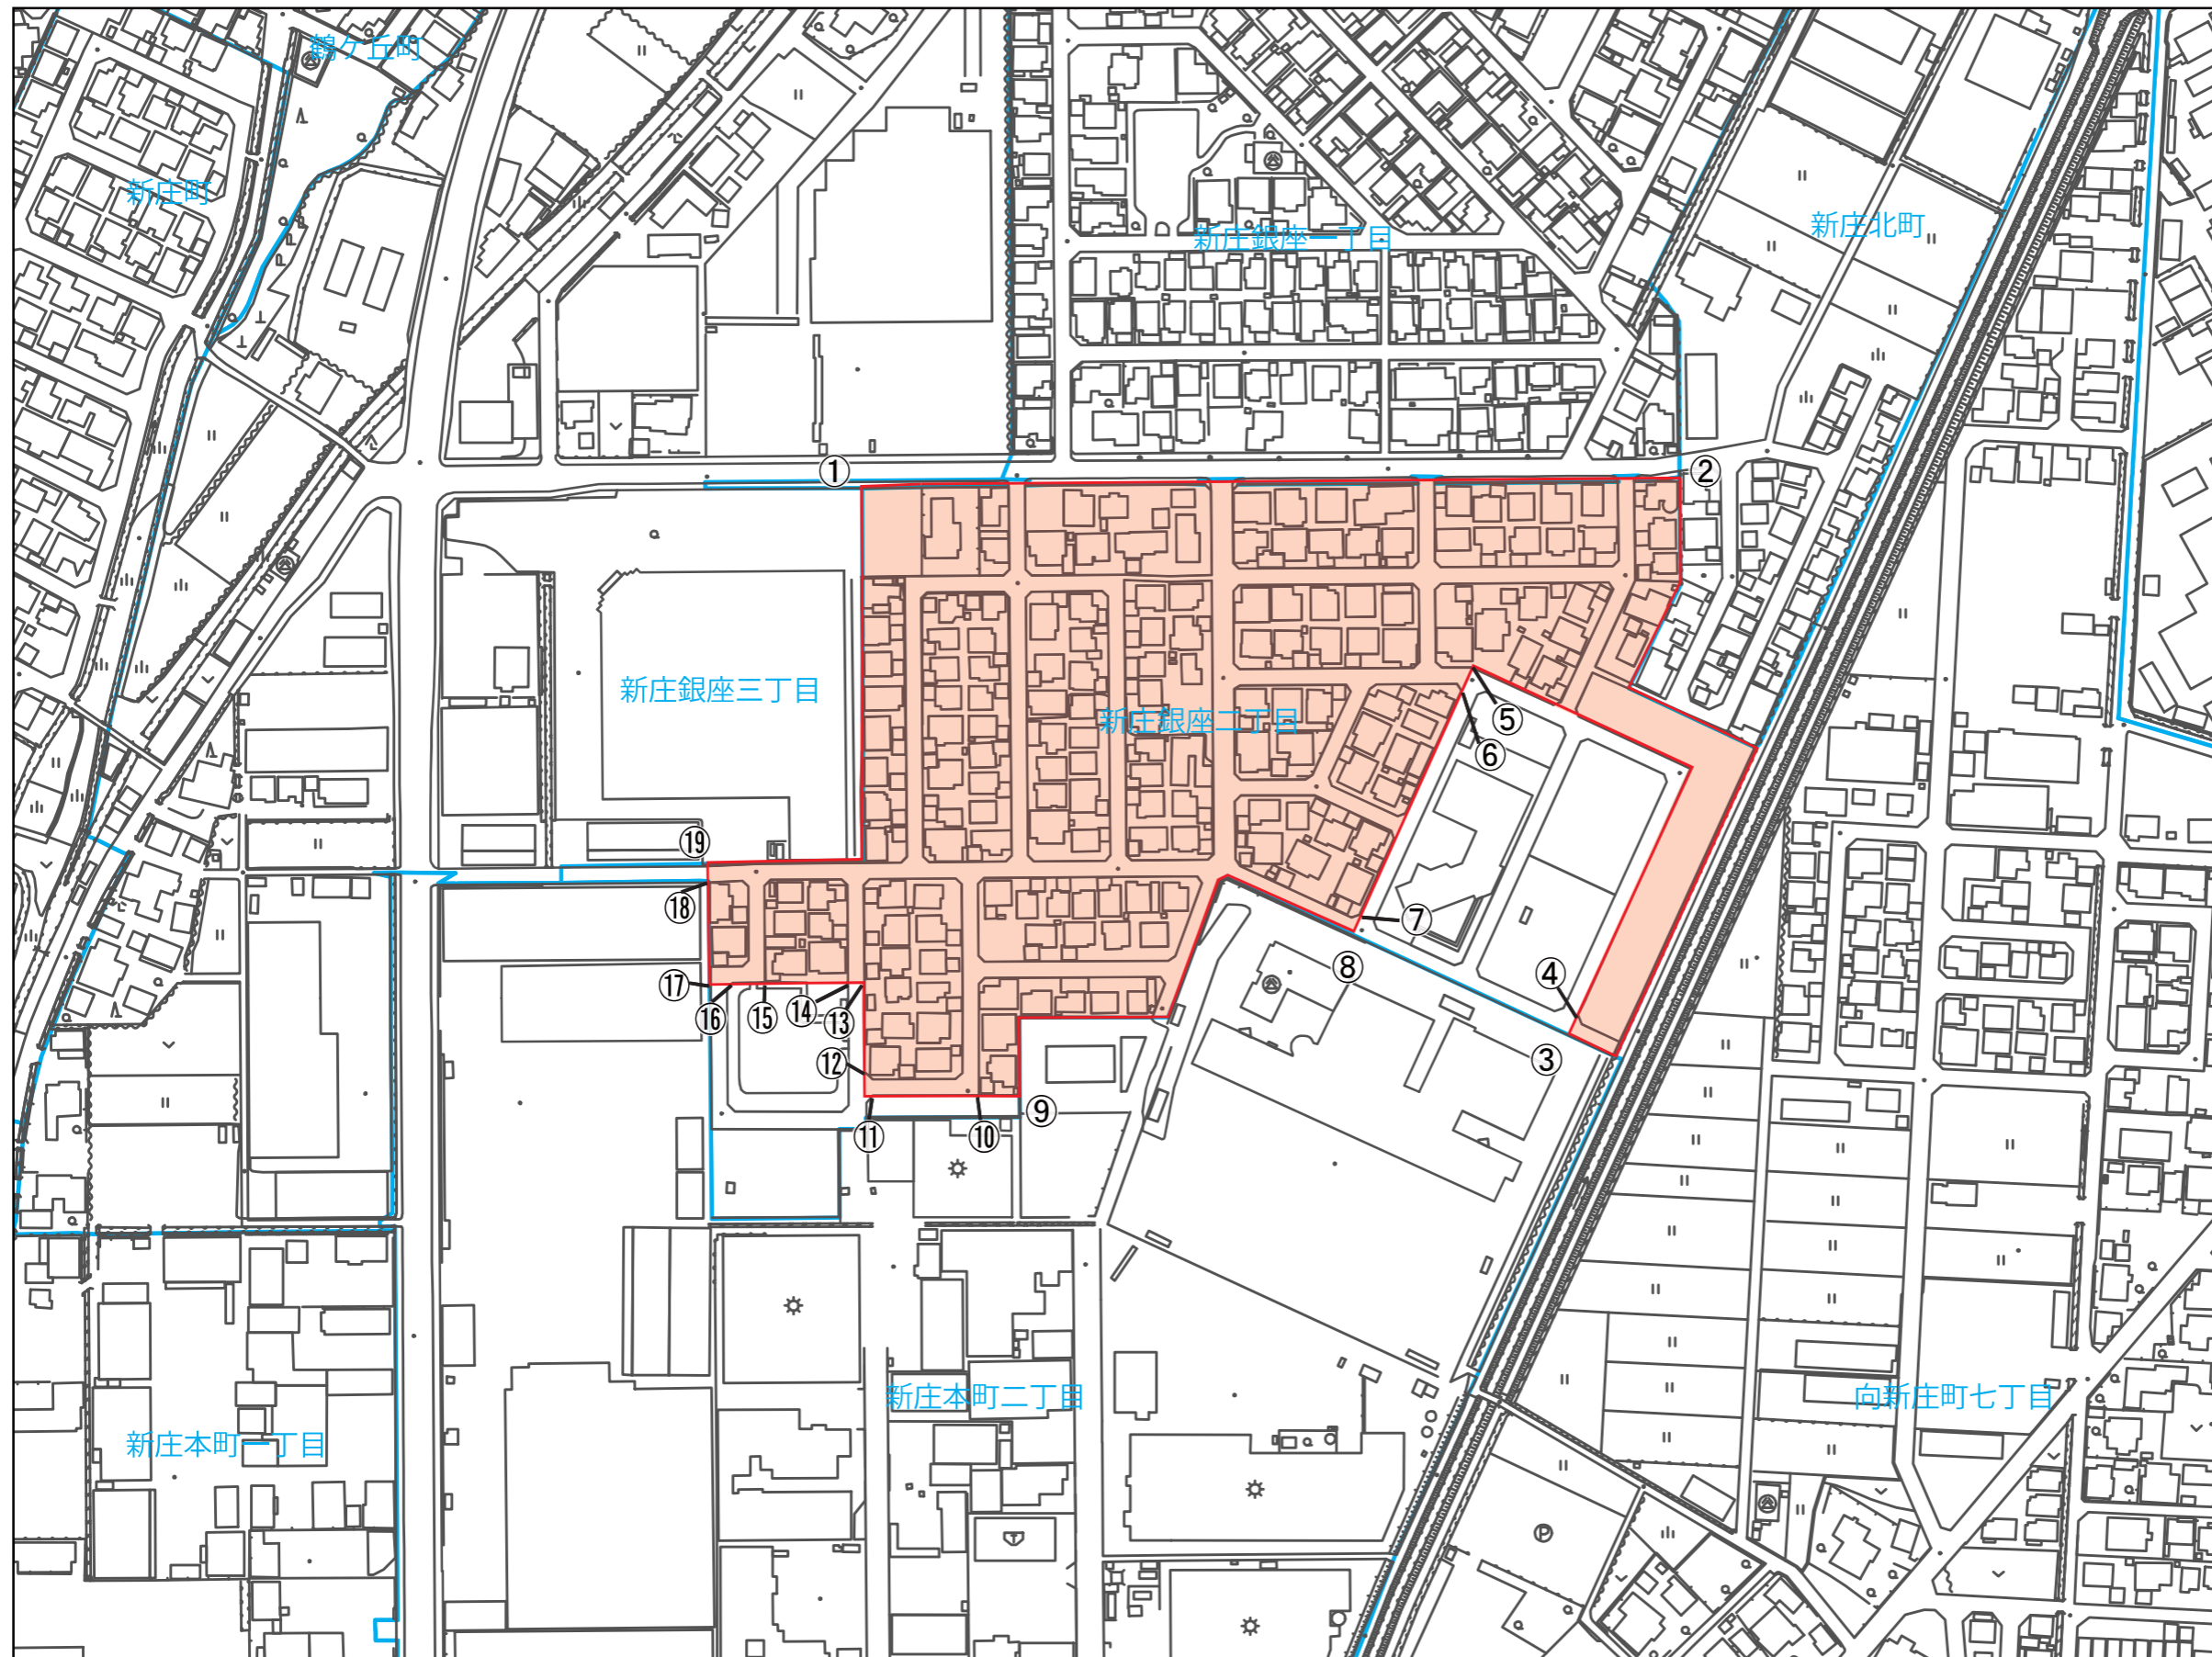 鶴ケ丘町
新庄町
新庄北町
新庄銀座一丁目
①
②
新庄銀座三丁目
新庄銀座二丁目
⑤
⑥
⑲
⑱
⑦
⑧
④
⑰
⑯
⑮
⑭
⑬
③
⑫
⑨
⑪
⑩
新庄本町二丁目
向新庄町七丁目
新庄本町一丁目
Ⓟ